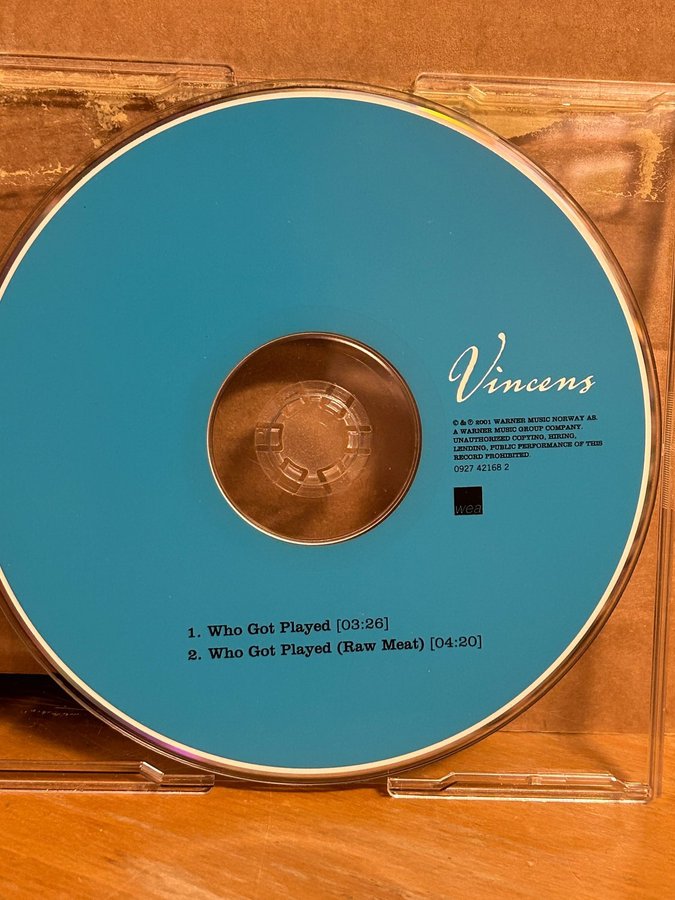 Vincens
© & ℗ 2001 WARNER MUSIC NORWAY AS.
A WARNER MUSIC GROUP COMPANY.
UNAUTHORIZED COPYING, HIRING,
LENDING, PUBLIC PERFORMANCE OF THIS
RECORD PROHIBITED.
0927 42168 2
wea
1. Who Got Played [03:26]
2. Who Got Played (Raw Meat) [04:20]